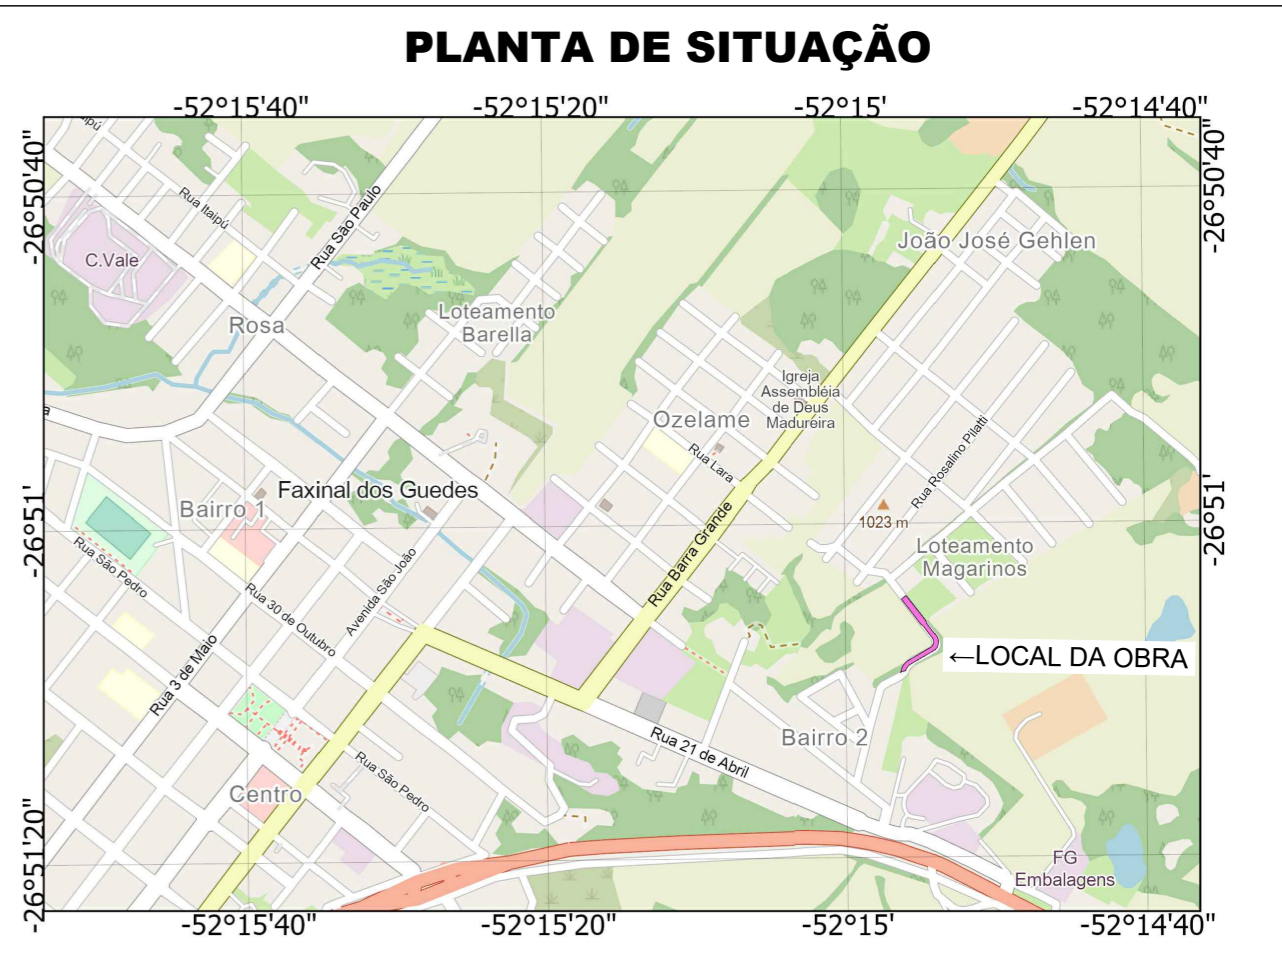 PLANTA DE SITUAÇÃO
-52°15'40"
-52°15'20"
-52°15'
-52°14'40"
-26°50'40"
-26°50'40"
Rua Itaipú
Rua São Paulo
João José Gehlen
C.Vale
Rosa
Loteamento
Barella
Igreja
Assembléia
de Deus
Madureira
Ozelame
Rua Lara
Rua Rosalino Pilatti
-26°51'
-26°51'
Faxinal dos Guedes
Bairro 1
1023 m
Rua Barra Grande
Loteamento
Magarinos
Rua São Pedro
Rua 30 de Outubro
Avenida São João
Rua 3 de Maio
←LOCAL DA OBRA
Bairro 2
Rua 21 de Abril
Rua São Pedro
Centro
FG
Embalagens
-26°51'20"
-26°51'20"
-52°15'40"
-52°15'20"
-52°15'
-52°14'40"